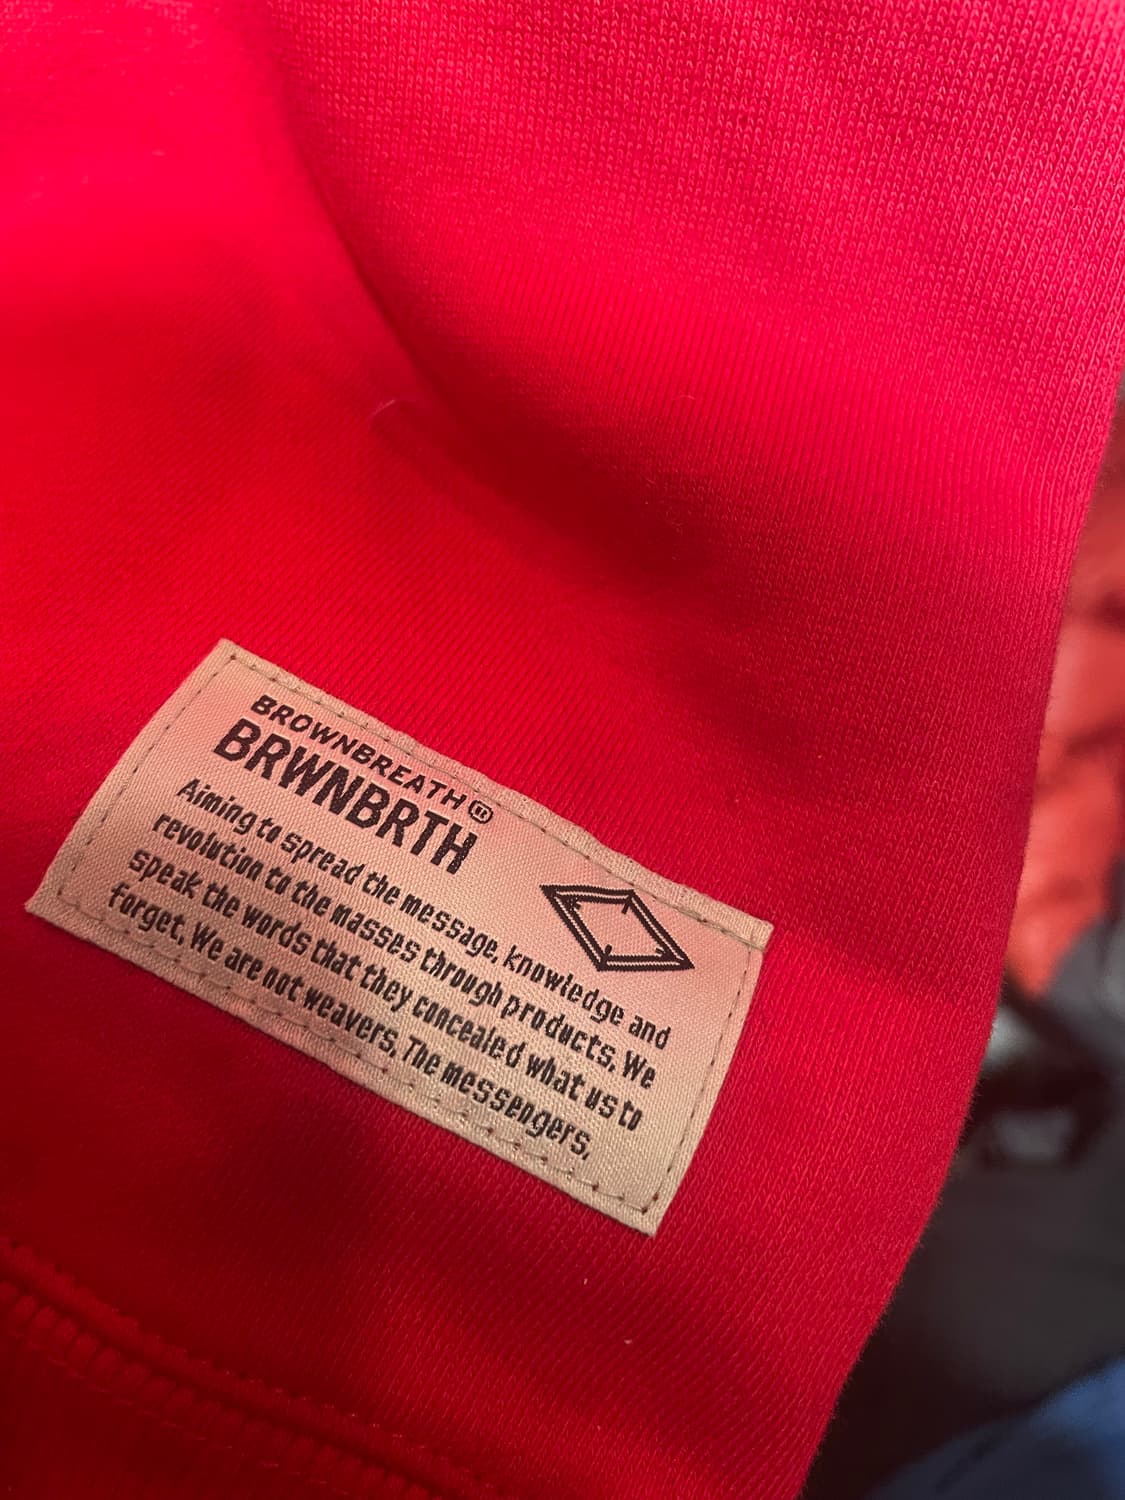 BROWNBREATH®
BRWNBRTH
Aiming to spread the message, knowledge and
revolution to the masses through products. We
speak the words that they concealed what us to
forget. We are not weavers. The messengers.